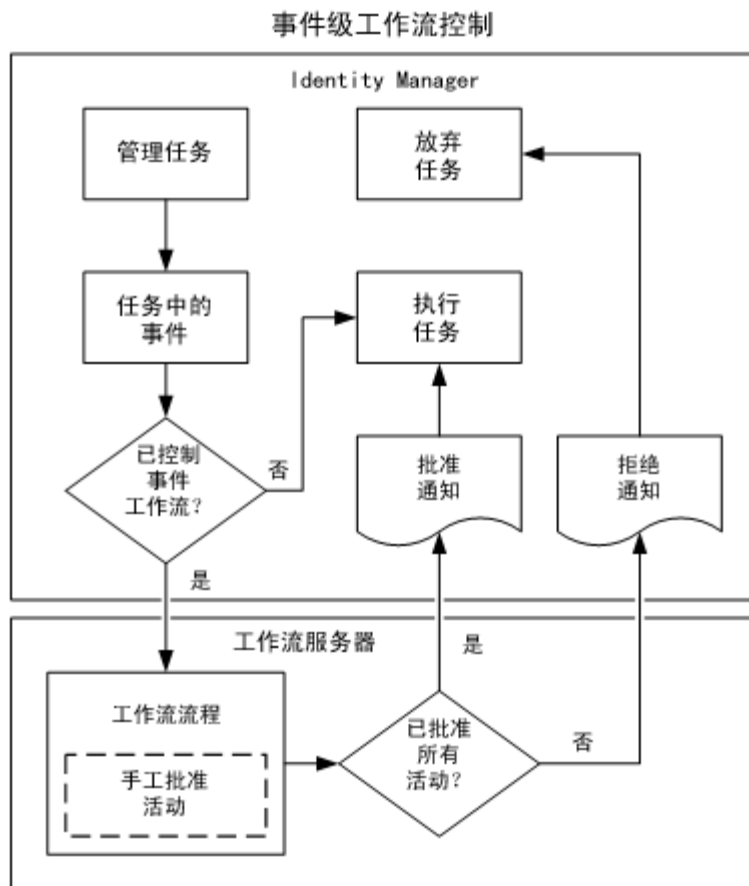 事件级工作流控制
Identity Manager
管理任务
放弃
任务
任务中的
事件
执行
任务
已控制
事件
工作流?
否
批准
通知
拒绝
通知
是
工作流服务器
是
工作流流程
手工批准
活动
已批准
所有
活动?
否